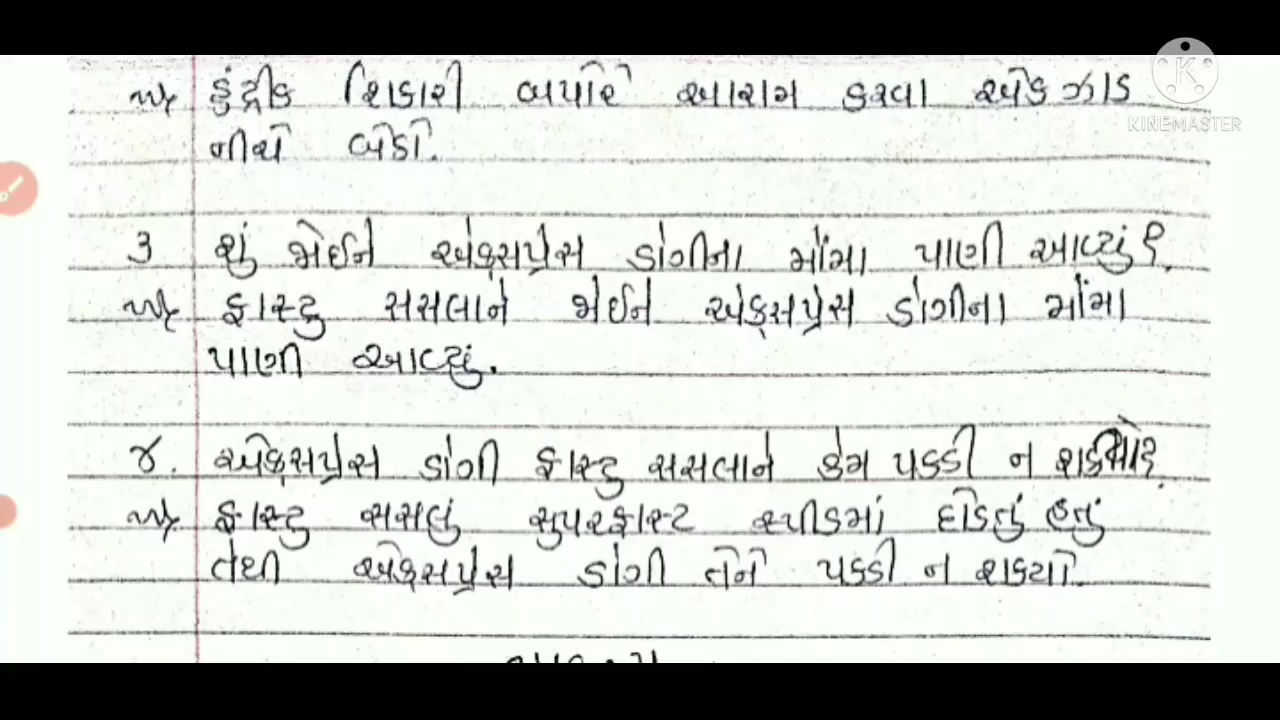 જ. કુંદ્રીક શિકારી બપોરે આરામ કરવા એક ઝાડ
KINEMASTER
નીચે બેઠો.
૩ શું જોઈને એક્સપ્રેસ ડોગીના મોંમા પાણી આવ્યું?
જ. ફાસ્ટુ સસલાને જોઈને એક્સપ્રેસ ડોગીના મોંમા
પાણી આવ્યું.
૪. એક્સપ્રેસ ડોગી ફાસ્ટુ સસલાને કેમ પકડી ન શક્યો?
જ. ફાસ્ટુ સસલું સુપરફાસ્ટ સ્પીડમાં દોડતું હતું
તેથી એક્સપ્રેસ ડોગી તેને પકડી ન શક્યો.